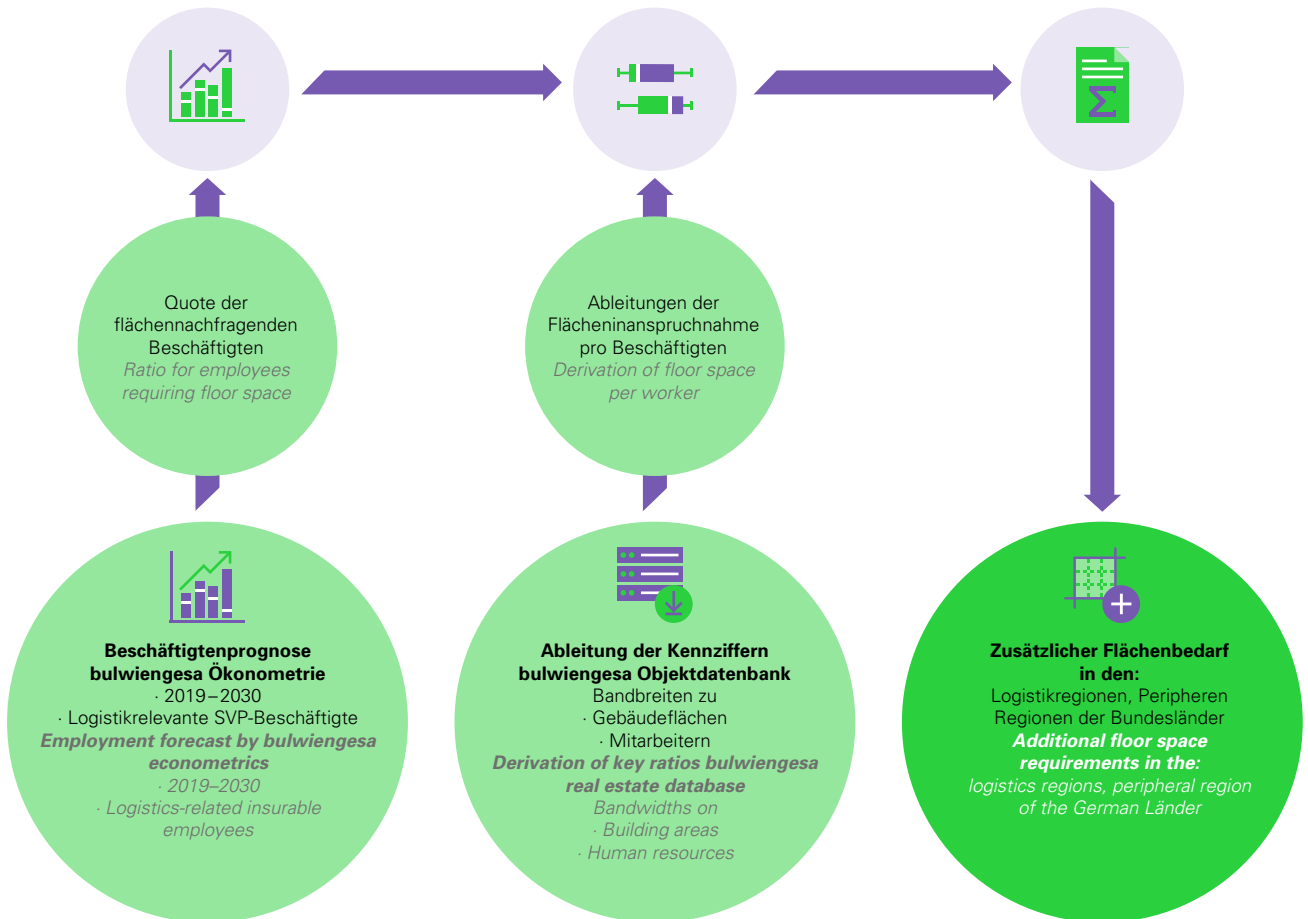 Quote der
flächennachfragenden
Beschäftigten
Ratio for employees
requiring floor space
Ableitungen der
Flächeninanspruchnahme
pro Beschäftigten
Derivation of floor space
per worker
Beschäftigtenprognose
bulwiengesa Ökonometrie
· 2019–2030
· Logistikrelevante SVP-Beschäftigte
Employment forecast by bulwiengesa
econometrics
· 2019–2030
· Logistics-related insurable
employees
Ableitung der Kennziffern
bulwiengesa Objektdatenbank
Bandbreiten zu
· Gebäudeflächen
· Mitarbeitern
Derivation of key ratios bulwiengesa
real estate database
Bandwidths on
· Building areas
· Human resources
Zusätzlicher Flächenbedarf
in den:
Logistikregionen, Peripheren
Regionen der Bundesländer
Additional floor space
requirements in the:
logistics regions, peripheral region
of the German Länder